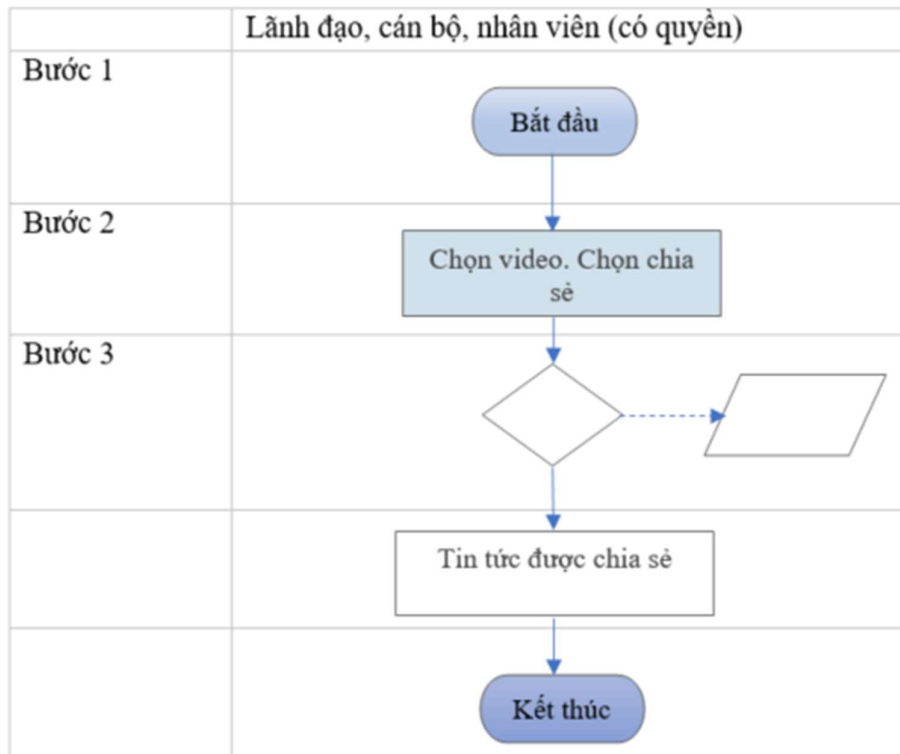 Lãnh đạo, cán bộ, nhân viên (có quyền)
Bước 1
Bắt đầu
Bước 2
Chọn video. Chọn chia
sẻ
Bước 3
Tin tức được chia sẻ
Kết thúc